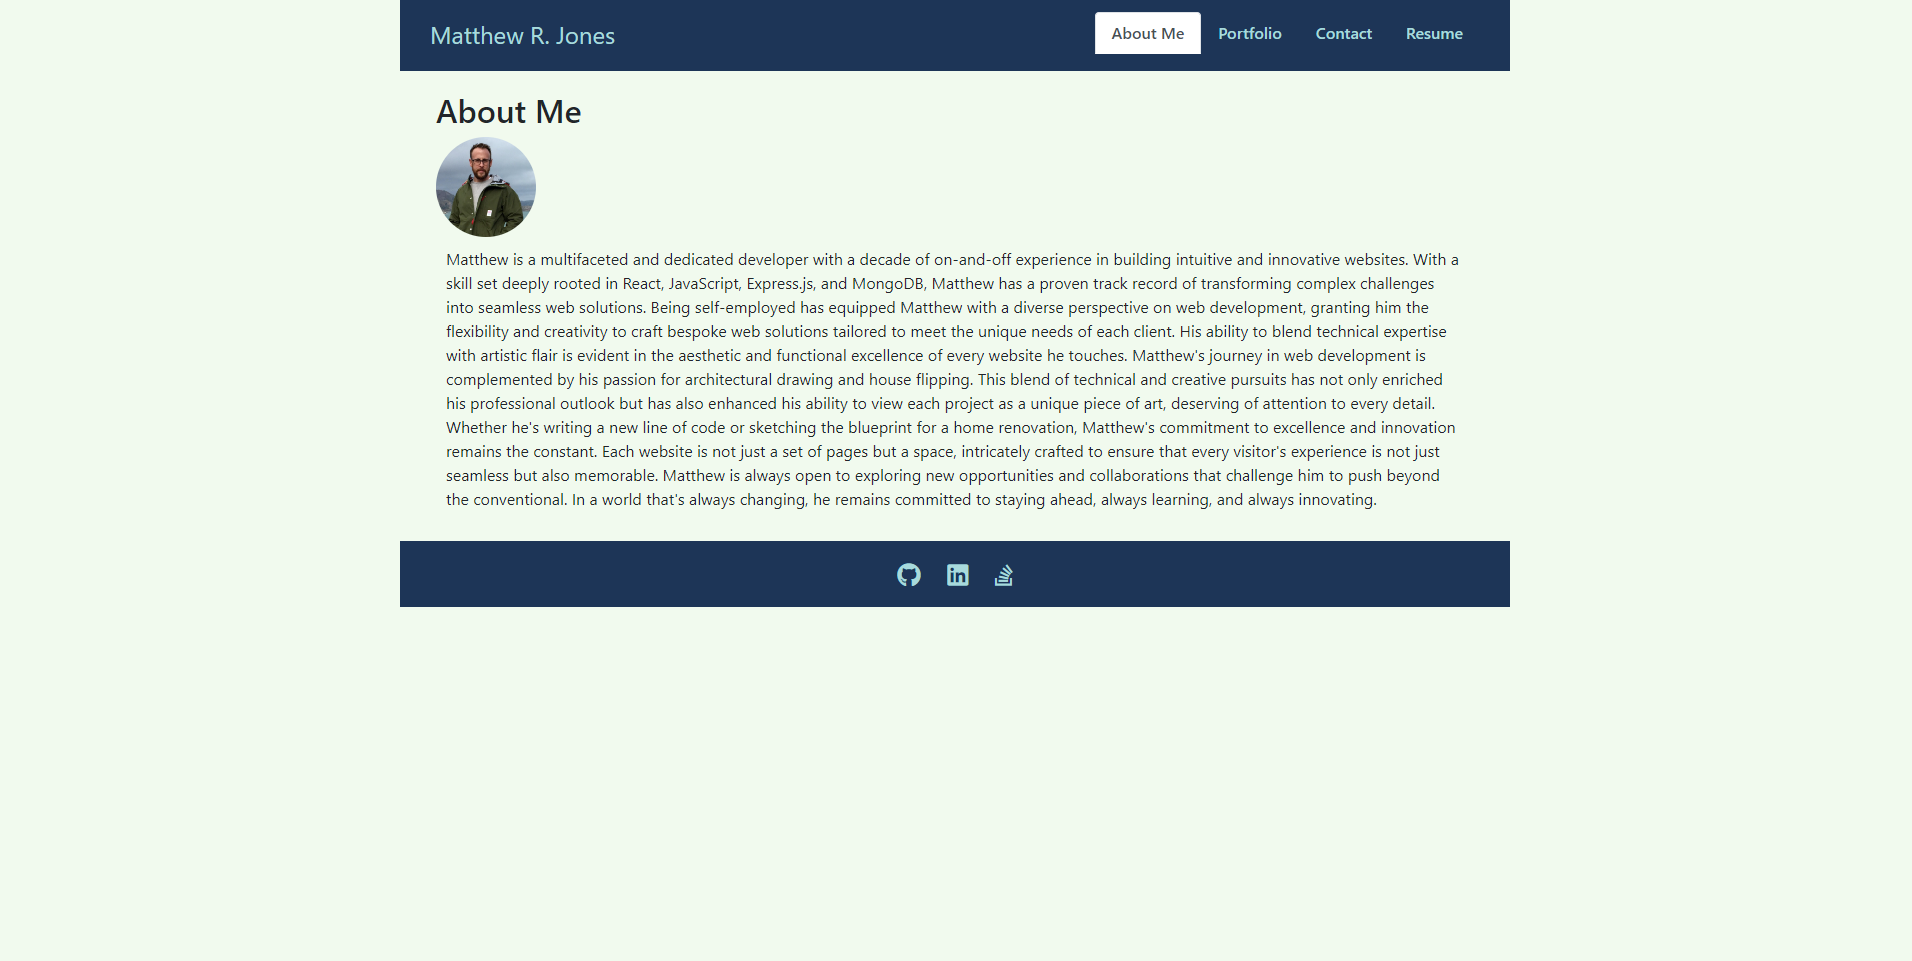 Matthew R. Jones
About Me
Portfolio
Contact
Resume
About Me
Matthew is a multifaceted and dedicated developer with a decade of on-and-off experience in building intuitive and innovative websites. With a
skill set deeply rooted in React, JavaScript, Express.js, and MongoDB, Matthew has a proven track record of transforming complex challenges
into seamless web solutions. Being self-employed has equipped Matthew with a diverse perspective on web development, granting him the
flexibility and creativity to craft bespoke web solutions tailored to meet the unique needs of each client. His ability to blend technical expertise
with artistic flair is evident in the aesthetic and functional excellence of every website he touches. Matthew's journey in web development is
complemented by his passion for architectural drawing and house flipping. This blend of technical and creative pursuits has not only enriched
his professional outlook but has also enhanced his ability to view each project as a unique piece of art, deserving of attention to every detail.
Whether he's writing a new line of code or sketching the blueprint for a home renovation, Matthew's commitment to excellence and innovation
remains the constant. Each website is not just a set of pages but a space, intricately crafted to ensure that every visitor's experience is not just
seamless but also memorable. Matthew is always open to exploring new opportunities and collaborations that challenge him to push beyond
the conventional. In a world that's always changing, he remains committed to staying ahead, always learning, and always innovating.
in